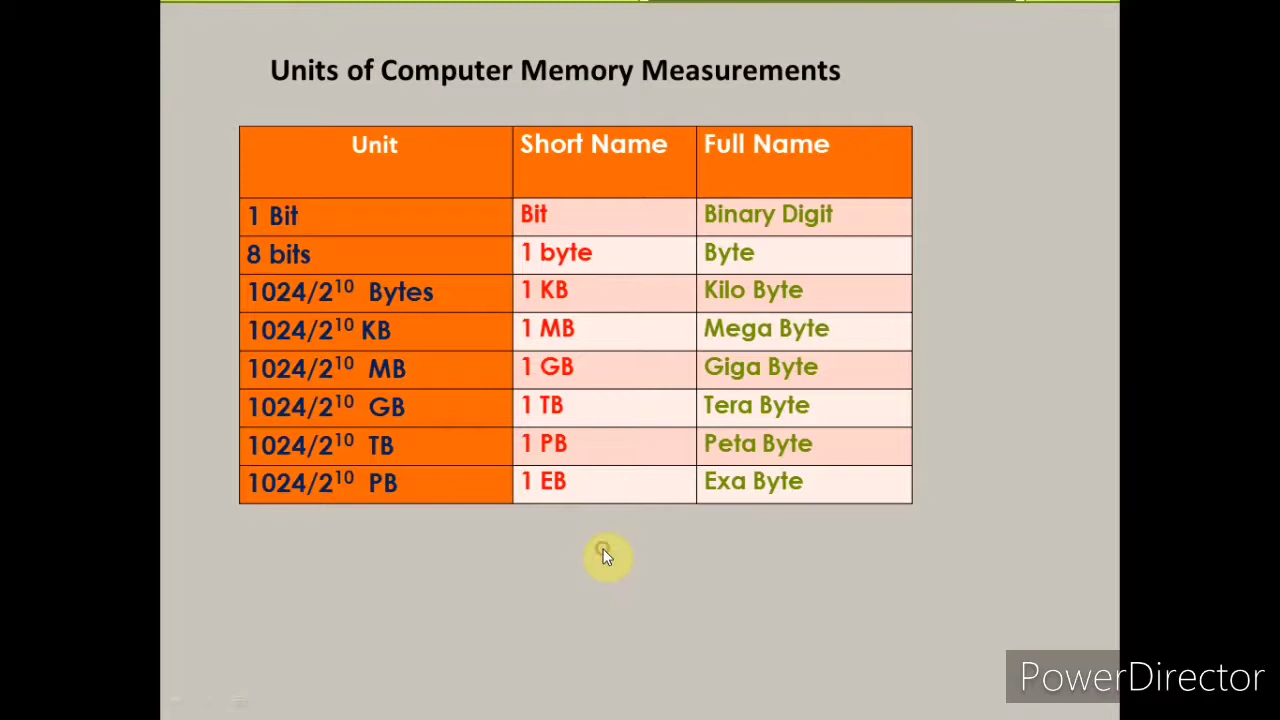 Units of Computer Memory Measurements
Unit Short Name Full Name
1 Bit Bit Binary Digit
8 bits 1 byte Byte
1024/2¹⁰ Bytes 1 KB Kilo Byte
1024/2¹⁰ KB 1 MB Mega Byte
1024/2¹⁰ MB 1 GB Giga Byte
1024/2¹⁰ GB 1 TB Tera Byte
1024/2¹⁰ TB 1 PB Peta Byte
1024/2¹⁰ PB 1 EB Exa Byte
PowerDirector